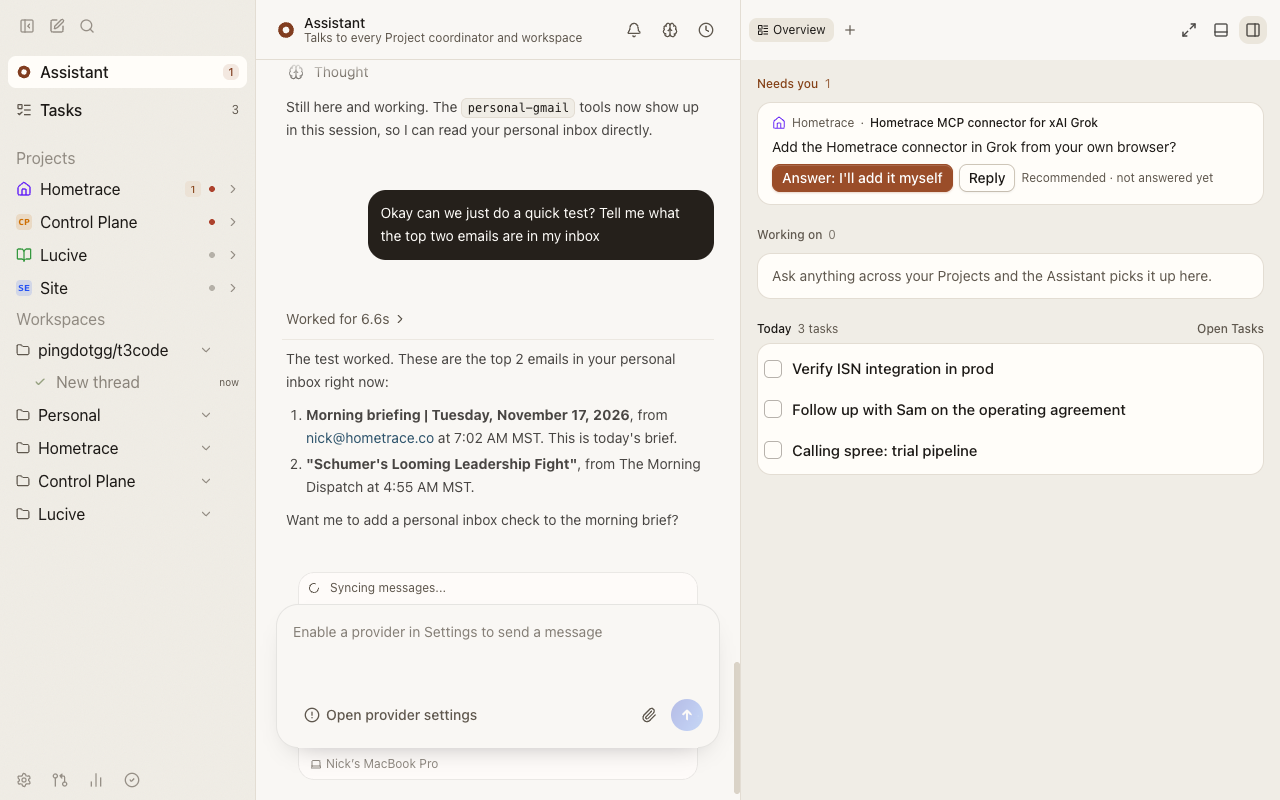 Assistant
1
Tasks
3
Projects
Hometrace
1
CP
Control Plane
Lucive
SE
Site
Workspaces
pingdotgg/t3code
New thread
now
Personal
Hometrace
Control Plane
Lucive
Assistant
Talks to every Project coordinator and workspace
Thought
Still here and working. The personal-gmail tools now show up
in this session, so I can read your personal inbox directly.
Okay can we just do a quick test? Tell me what
the top two emails are in my inbox
Worked for 6.6s
The test worked. These are the top 2 emails in your personal
inbox right now:
1. Morning briefing | Tuesday, November 17, 2026, from
nick@hometrace.co at 7:02 AM MST. This is today's brief.
2. "Schumer's Looming Leadership Fight", from The Morning
Dispatch at 4:55 AM MST.
Want me to add a personal inbox check to the morning brief?
Syncing messages...
Enable a provider in Settings to send a message
Open provider settings
Nick's MacBook Pro
Overview
Needs you 1
Hometrace · Hometrace MCP connector for xAI Grok
Add the Hometrace connector in Grok from your own browser?
Answer: I'll add it myself
Reply
Recommended · not answered yet
Working on 0
Ask anything across your Projects and the Assistant picks it up here.
Today 3 tasks
Open Tasks
Verify ISN integration in prod
Follow up with Sam on the operating agreement
Calling spree: trial pipeline